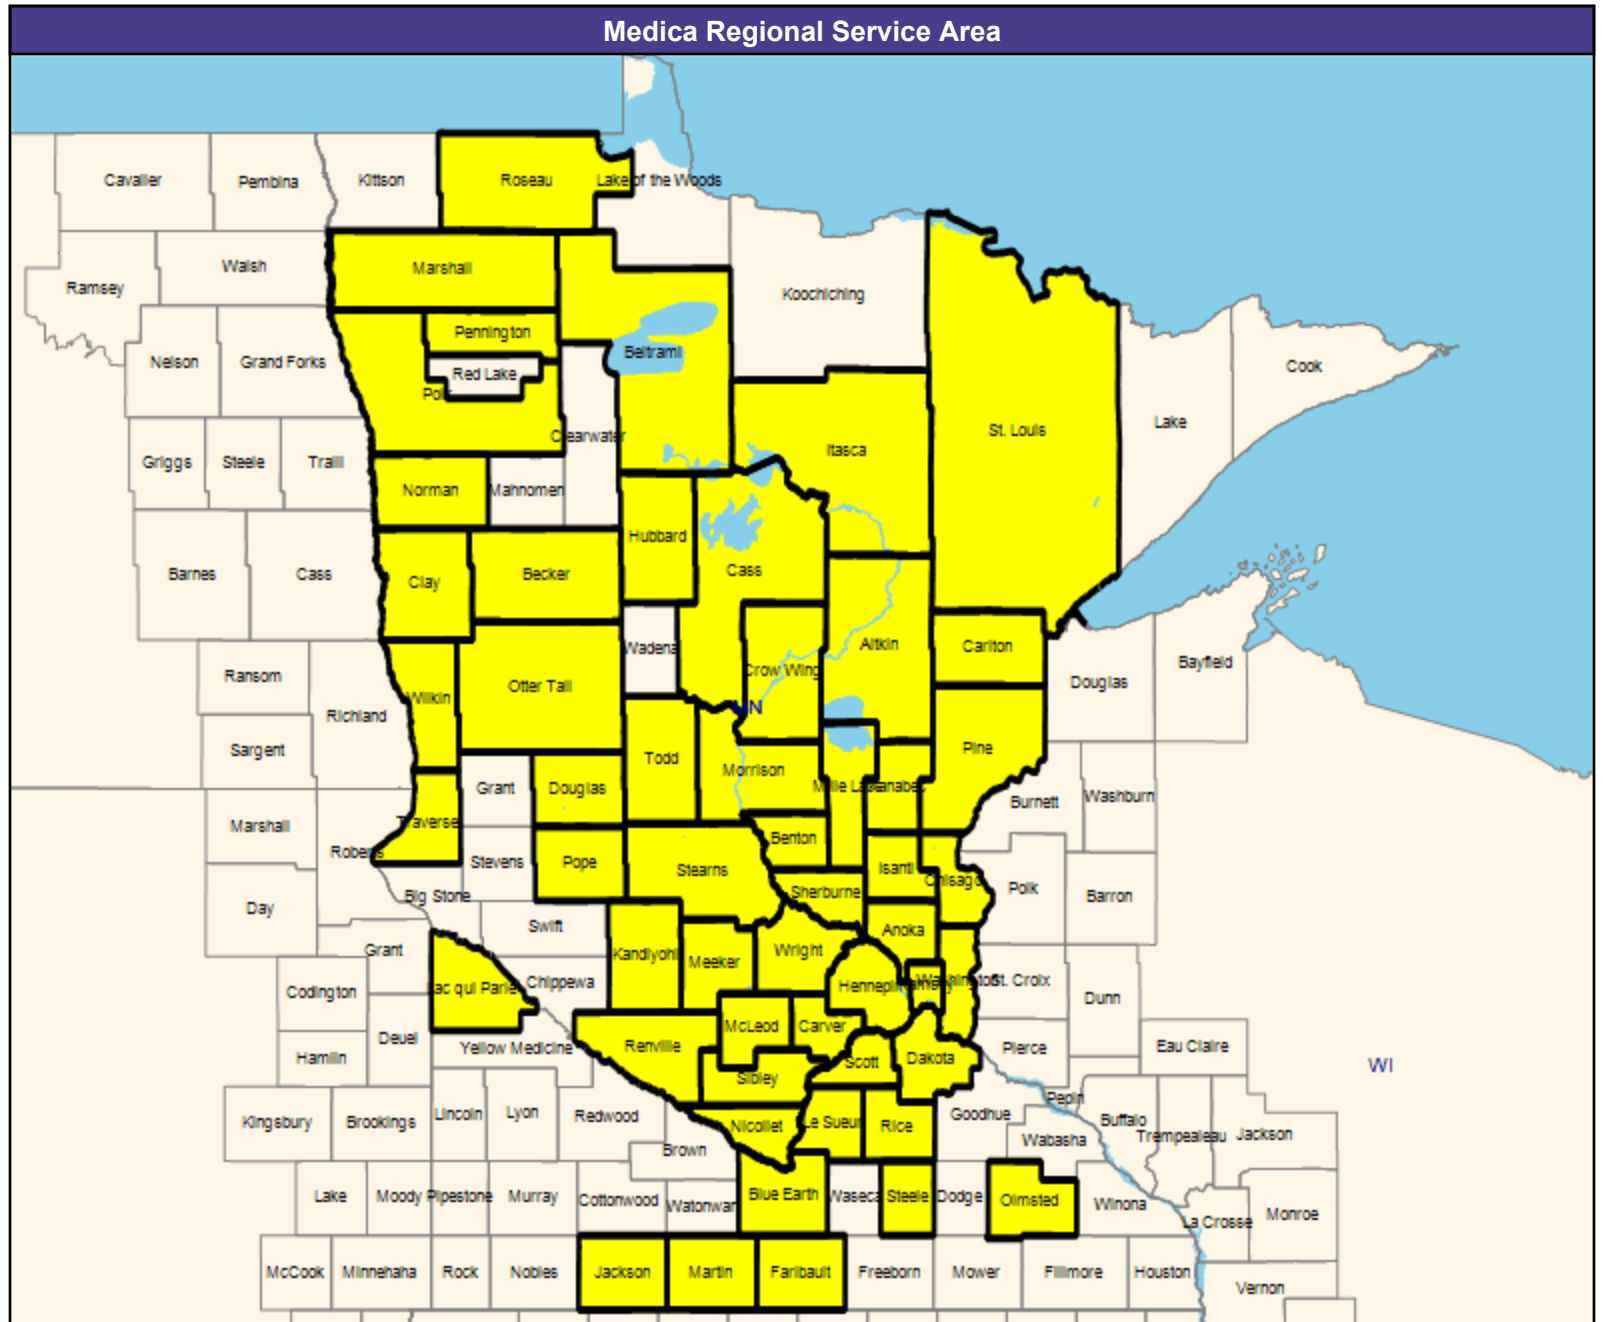 Medica Regional Service Area
Cavalier
Pembina
Kittson
Roseau
Lake of the Woods
Walsh
Marshall
Ramsey
Koochiching
Pennington
Beltrami
Nelson
Grand Forks
Red Lake
Polk
Cook
Lake
St. Louis
Clearwater
Itasca
Griggs
Steele
Traill
Norman
Mahnomen
Hubbard
Barnes
Cass
Clay
Becker
Cass
Wadena
Crow Wing
Aitkin
Carlton
Bayfield
Douglas
Ransom
Richland
Wilkin
Otter Tail
MN
Sargent
Todd
Morrison
Pine
Grant
Douglas
Mille Lacs
Kanabec
Burnett
Washburn
Marshall
Traverse
Benton
Roberts
Stevens
Pope
Stearns
Isanti
Chisago
Polk
Barron
Big Stone
Sherburne
Day
Swift
Anoka
Grant
Kandiyohi
Meeker
Wright
Codington
Lac qui Parle
Chippewa
Hennepin
Ramsey
Washington
St. Croix
Dunn
McLeod
Carver
Deuel
Hamlin
Yellow Medicine
Renville
Scott
Dakota
Pierce
Eau Claire
WI
Sibley
Pepin
Kingsbury
Brookings
Lincoln
Lyon
Redwood
Nicollet
Le Sueur
Rice
Goodhue
Buffalo
Trempealeau
Jackson
Wabasha
Brown
Lake
Moody
Pipestone
Murray
Cottonwood
Watonwan
Blue Earth
Waseca
Steele
Dodge
Olmsted
Winona
La Crosse
Monroe
McCook
Minnehaha
Rock
Nobles
Jackson
Martin
Faribault
Freeborn
Mower
Fillmore
Houston
Vernon